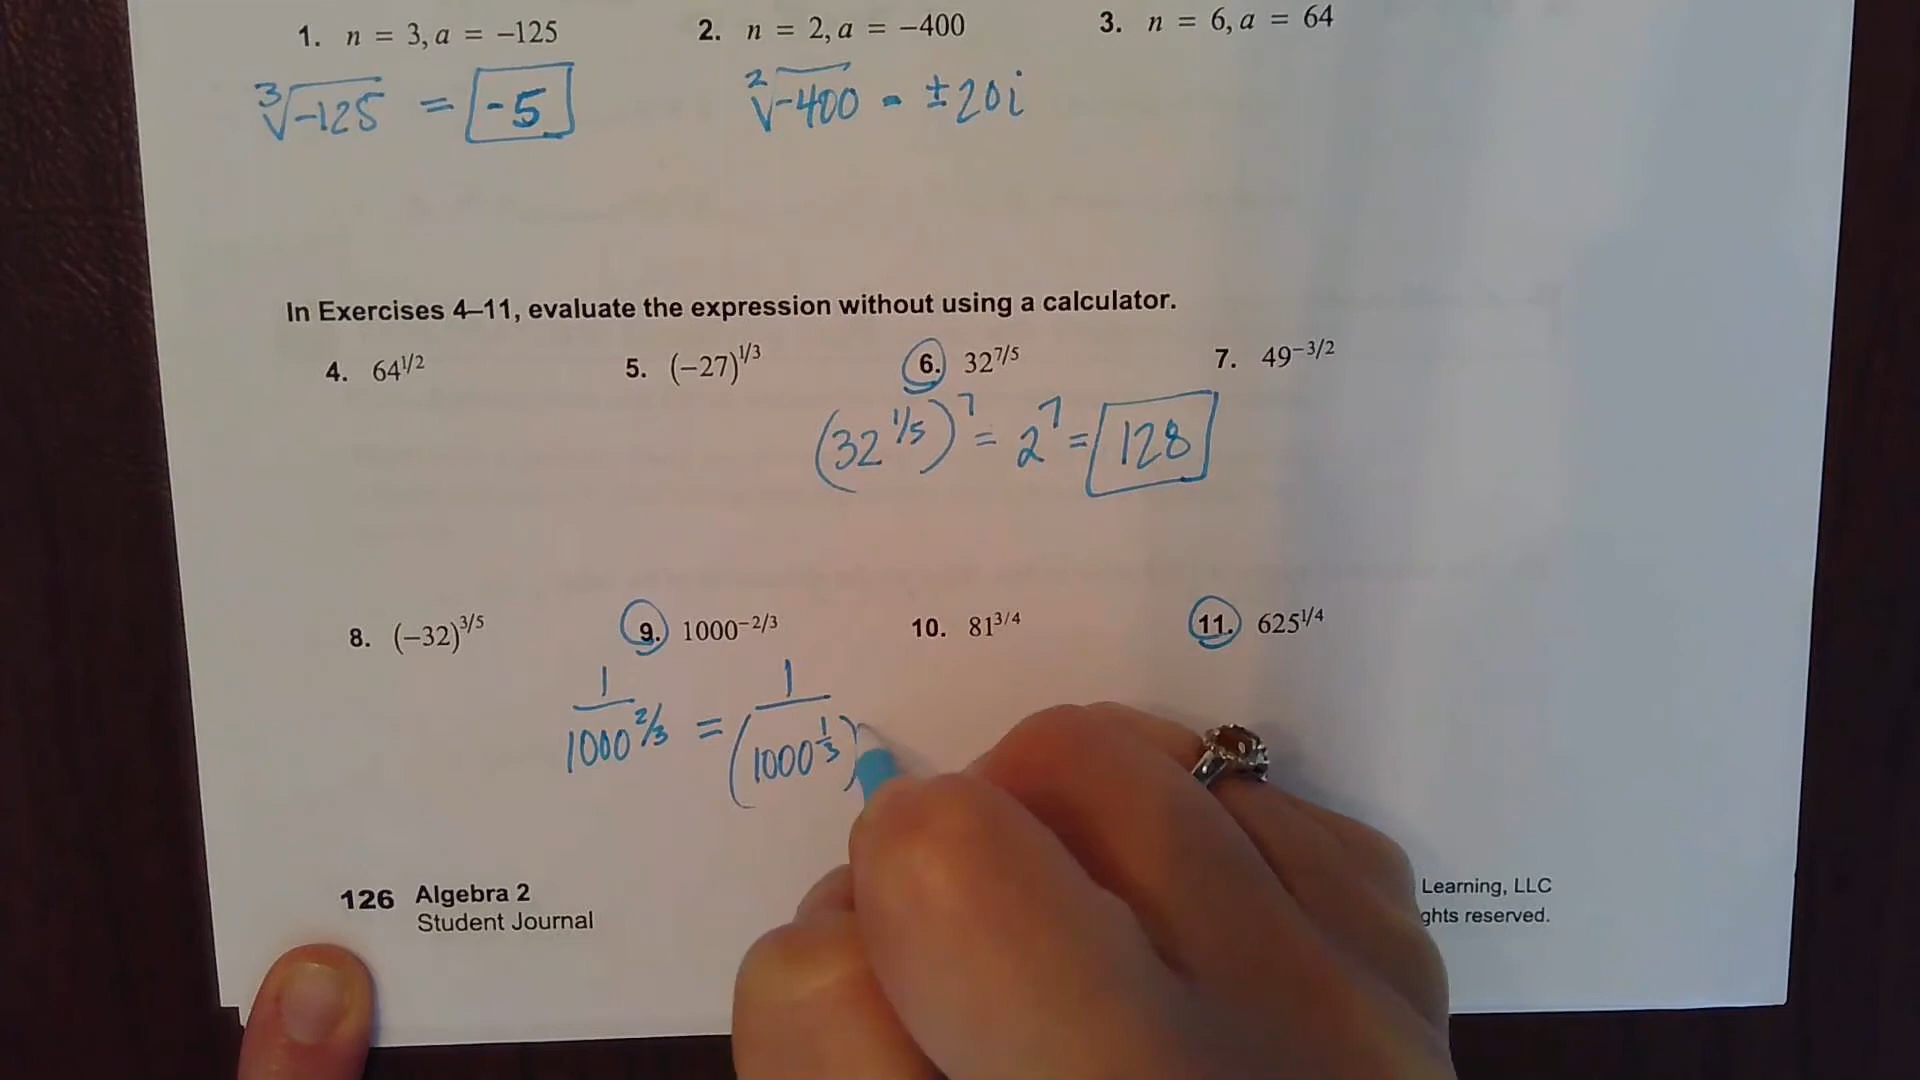 1. n = 3, a = −125 2. n = 2, a = −400 3. n = 6, a = 64
∛-125 = -5 ²√-400 - ±20i
In Exercises 4–11, evaluate the expression without using a calculator.
4. 64^1/2 5. (−27)^1/3 6. 32^7/5 7. 49^−3/2
(32^1/5)^7 = 2^7 = 128
8. (−32)^3/5 9. 1000^−2/3 10. 81^3/4 11. 625^1/4
1/1000^2/3 = 1/(1000^1/3)
126 Algebra 2 Learning, LLC
Student Journal ghts reserved.